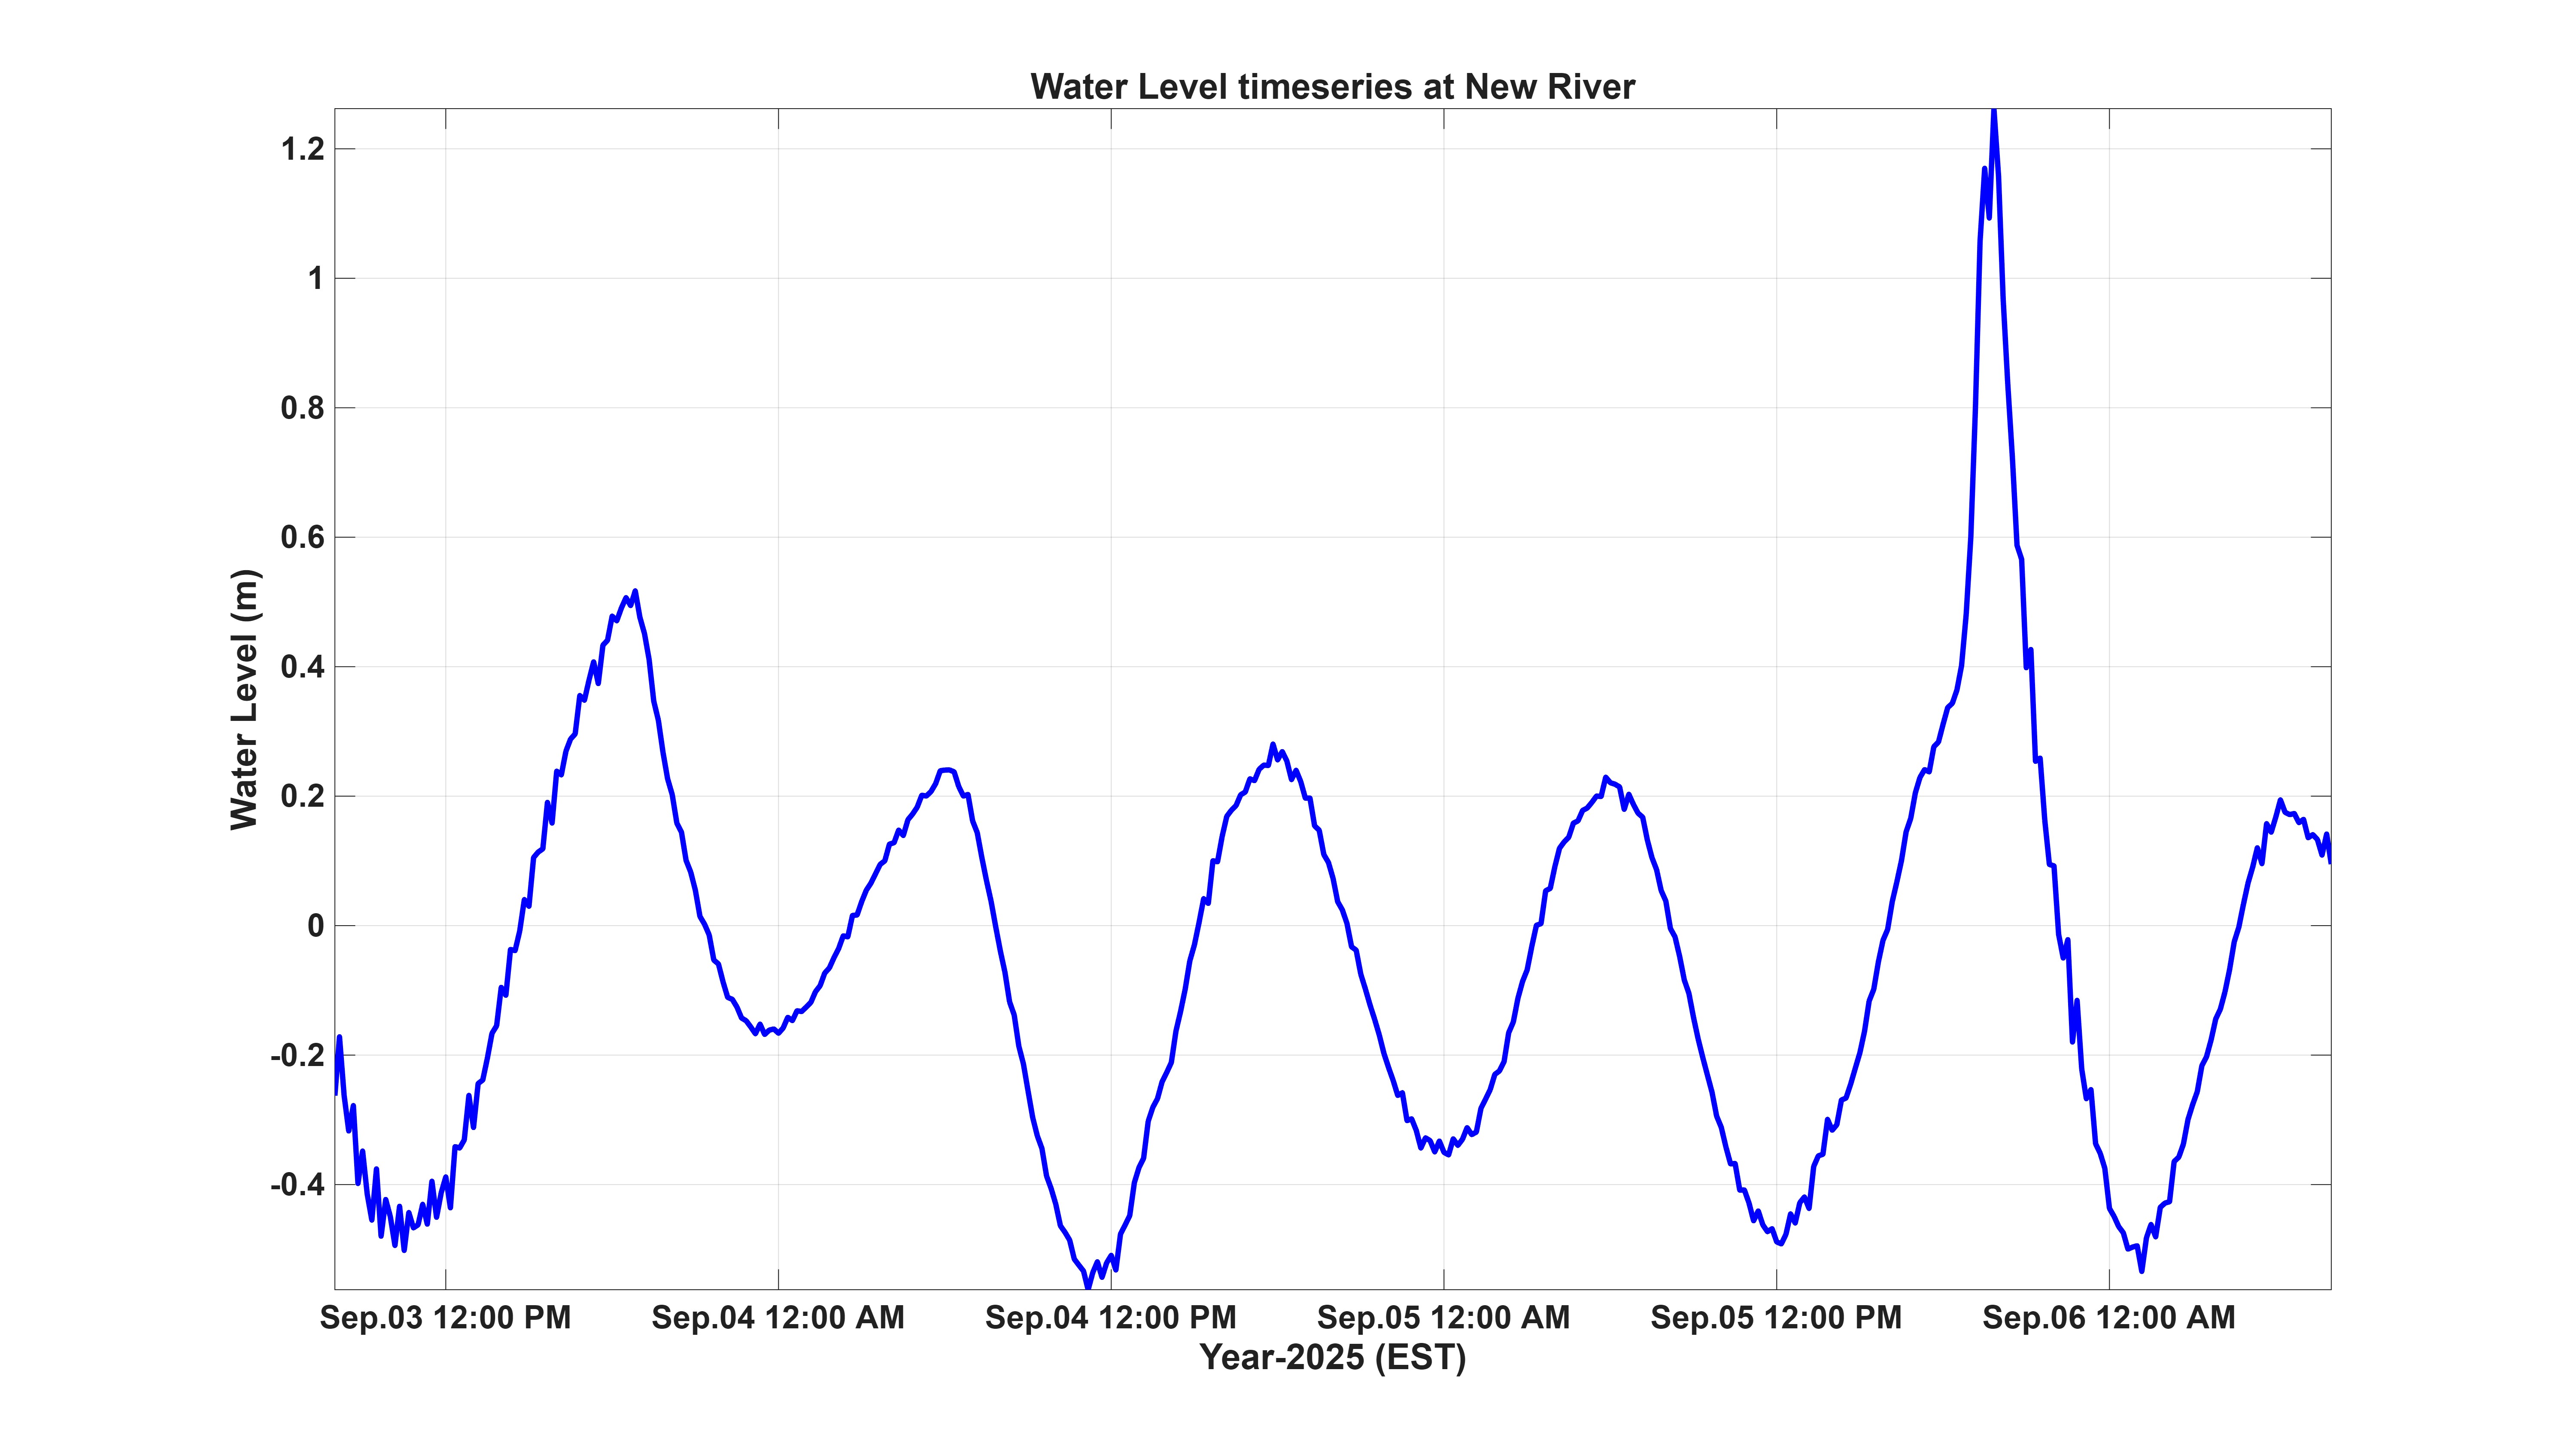 Water Level timeseries at New River
1.2
1
0.8
0.6
0.4
0.2
0
-0.2
-0.4
Water Level (m)
Sep.03 12:00 PM Sep.04 12:00 AM Sep.04 12:00 PM Sep.05 12:00 AM Sep.05 12:00 PM Sep.06 12:00 AM
Year-2025 (EST)